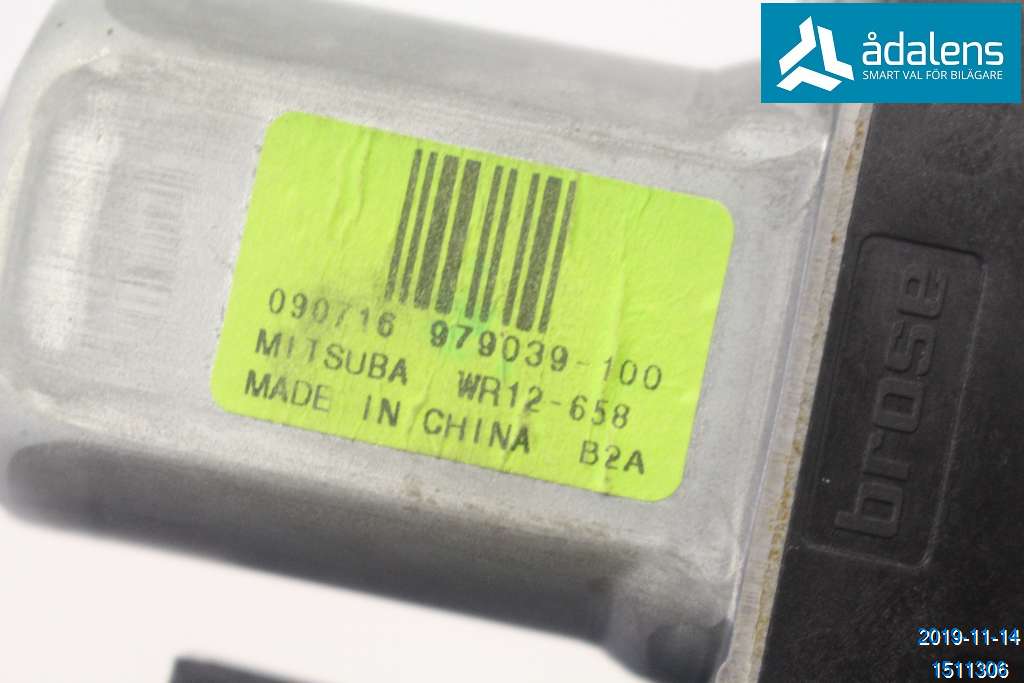 ådalens
SMART VAL FÖR BILÄGARE
090716 979039-100
MITSUBA WR12-658
MADE IN CHINA B2A
brose
2019-11-14
1511306